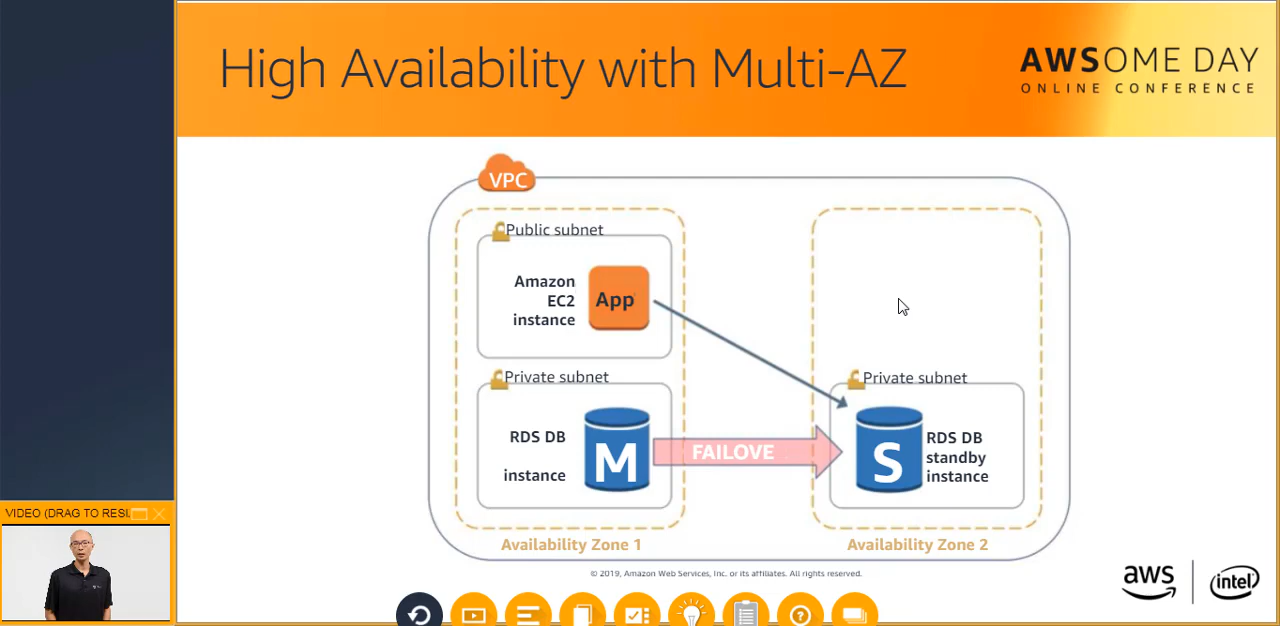 High Availability with Multi-AZ
AWSOME DAY
ONLINE CONFERENCE
VPC
Public subnet
Amazon
EC2
instance
App
Private subnet
RDS DB
instance
M
FAILOVE
Private subnet
S
RDS DB
standby
instance
Availability Zone 1
Availability Zone 2
© 2019, Amazon Web Services, Inc. or its affiliates. All rights reserved.
aws
intel
VIDEO (DRAG TO RESI